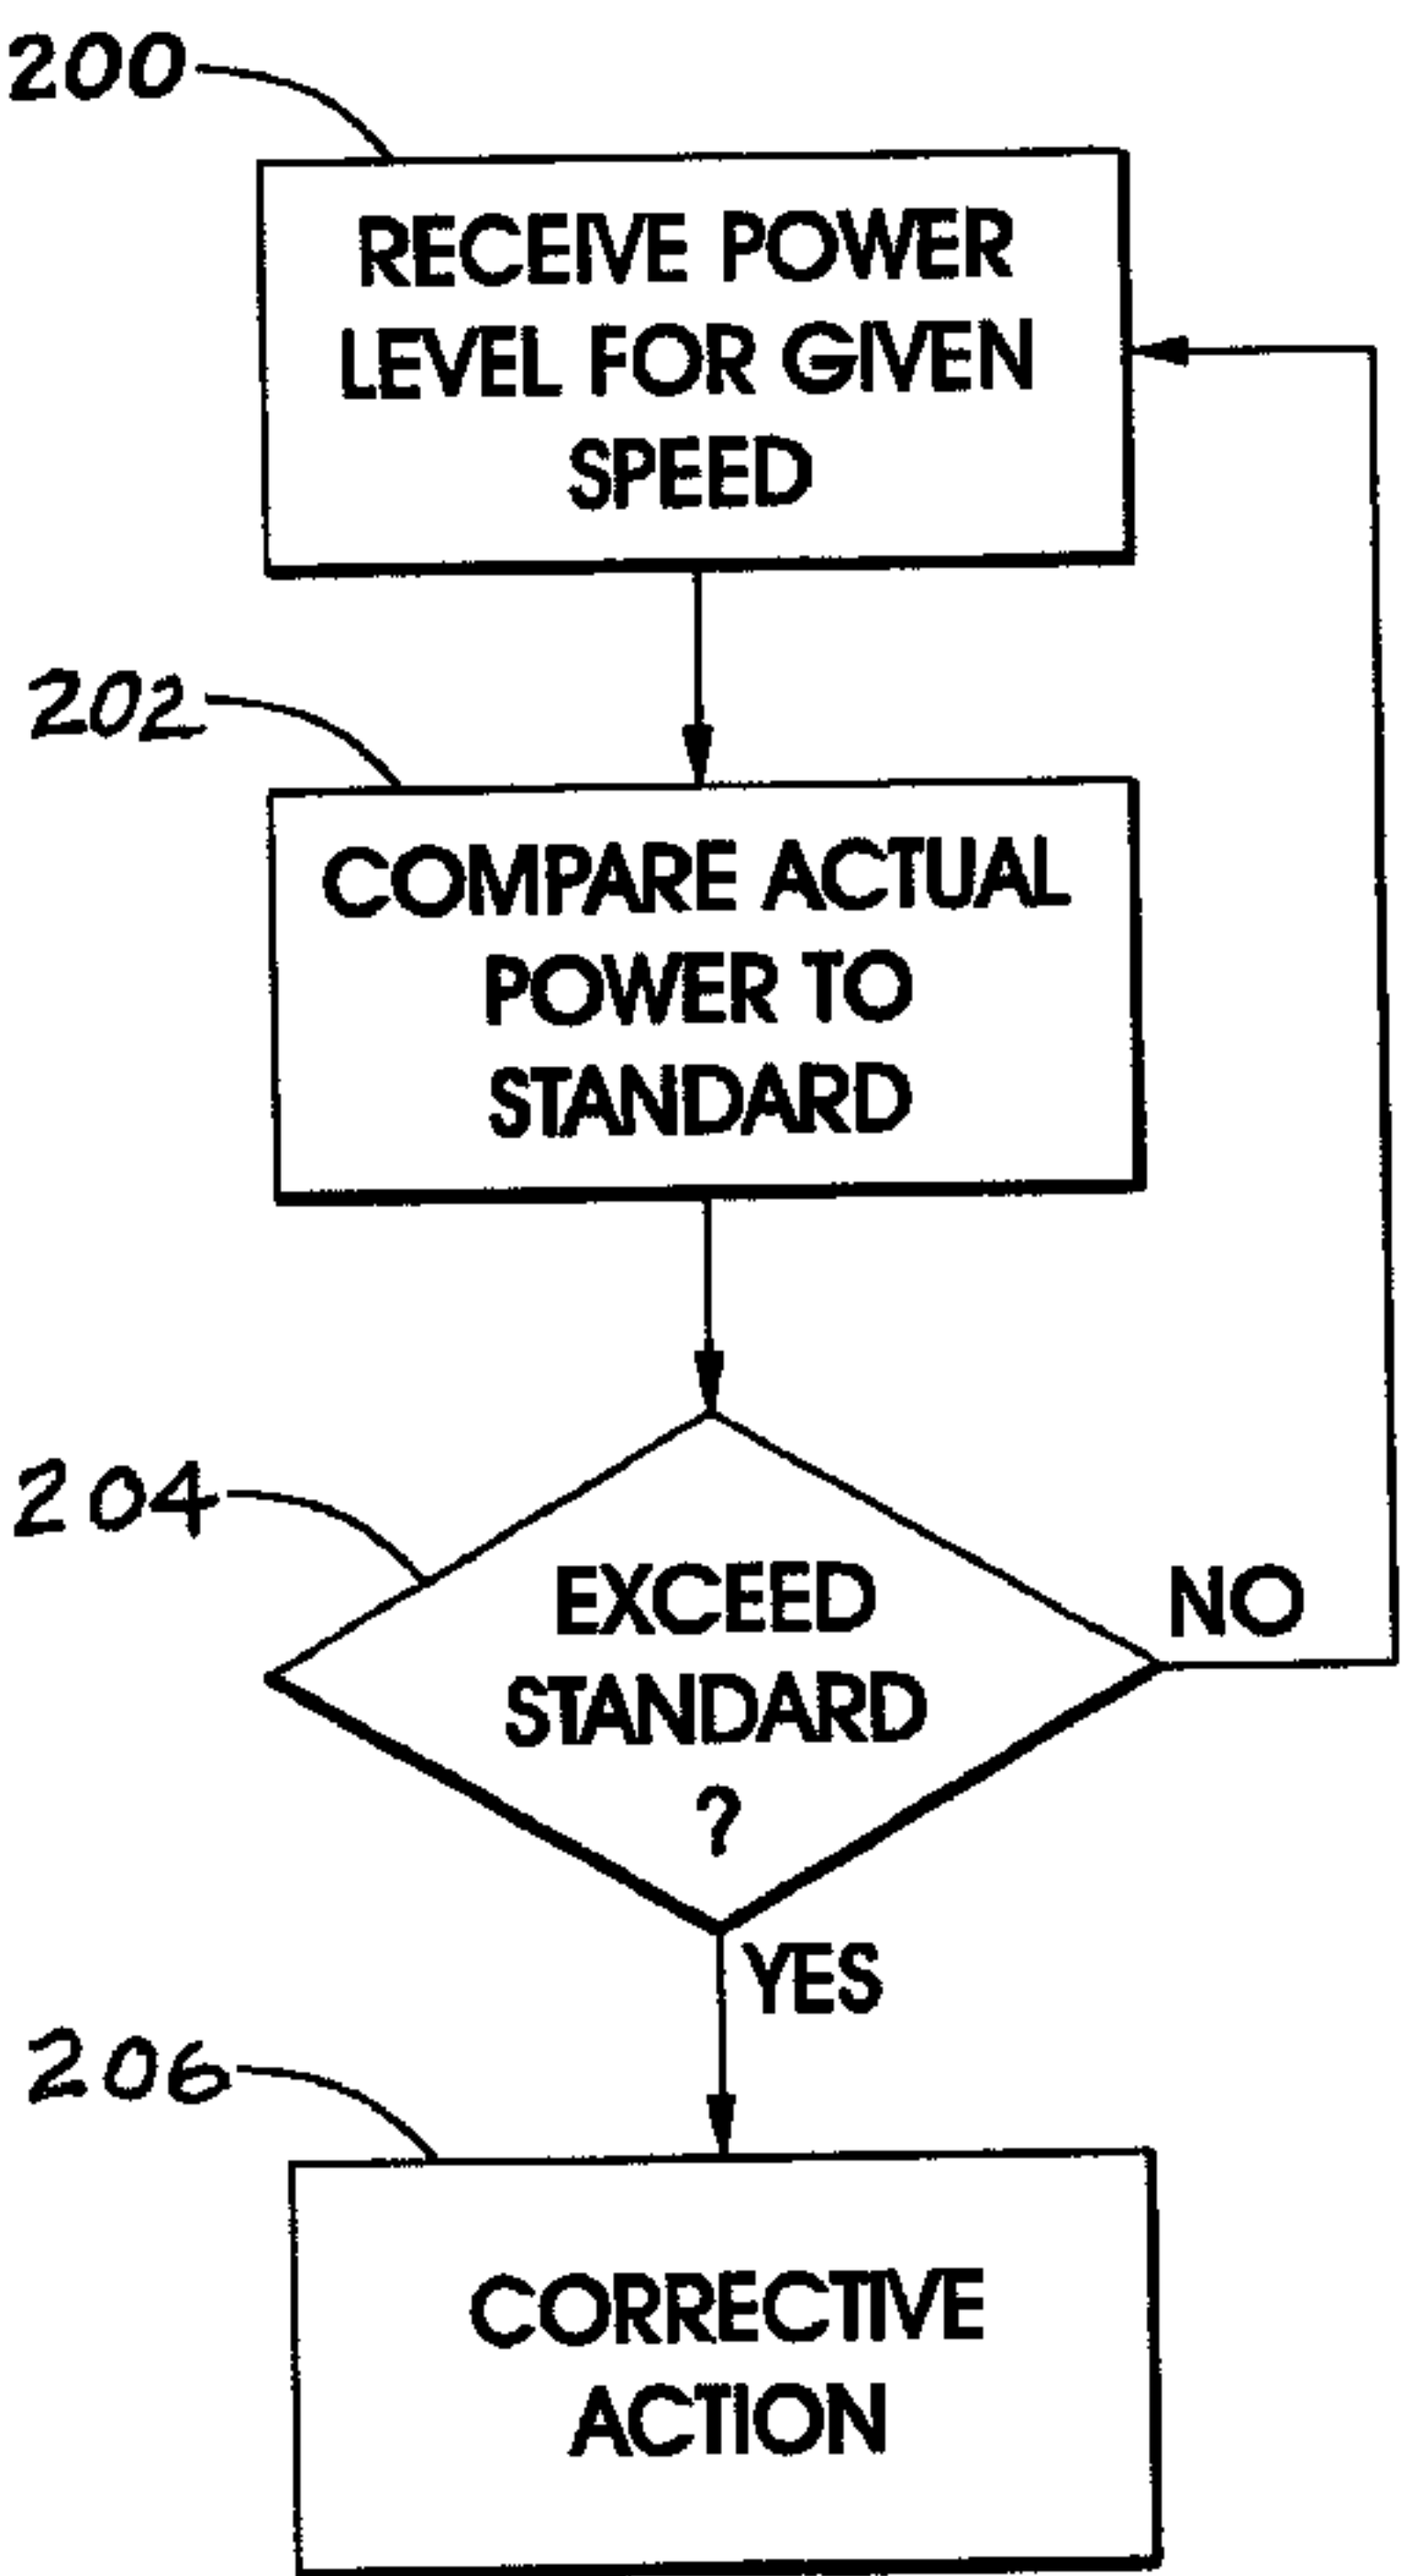 200
RECEIVE POWER
LEVEL FOR GIVEN
SPEED
202
COMPARE ACTUAL
POWER TO
STANDARD
204
EXCEED
STANDARD
?
NO
YES
206
CORRECTIVE
ACTION